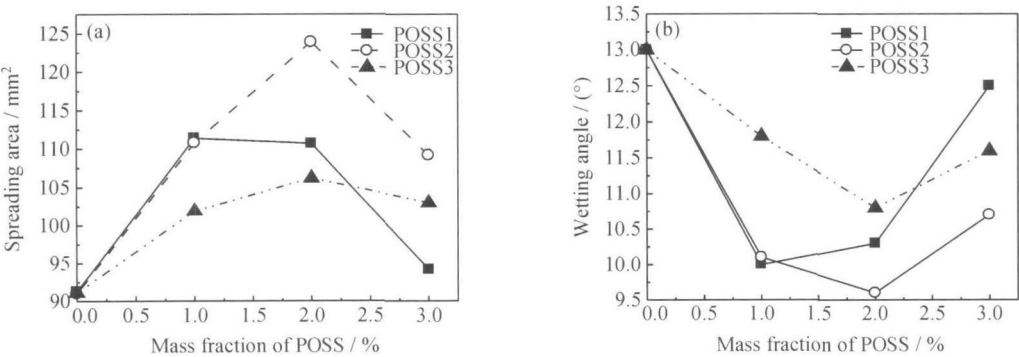 (a)
POSS1
POSS2
POSS3
125
120
115
110
105
100
95
90
Spreading area / mm²
0.0 0.5 1.0 1.5 2.0 2.5 3.0
Mass fraction of POSS / %
(b)
POSS1
POSS2
POSS3
13.5
13.0
12.5
12.0
11.5
11.0
10.5
10.0
9.5
Wetting angle / (°)
0.0 0.5 1.0 1.5 2.0 2.5 3.0
Mass fraction of POSS / %